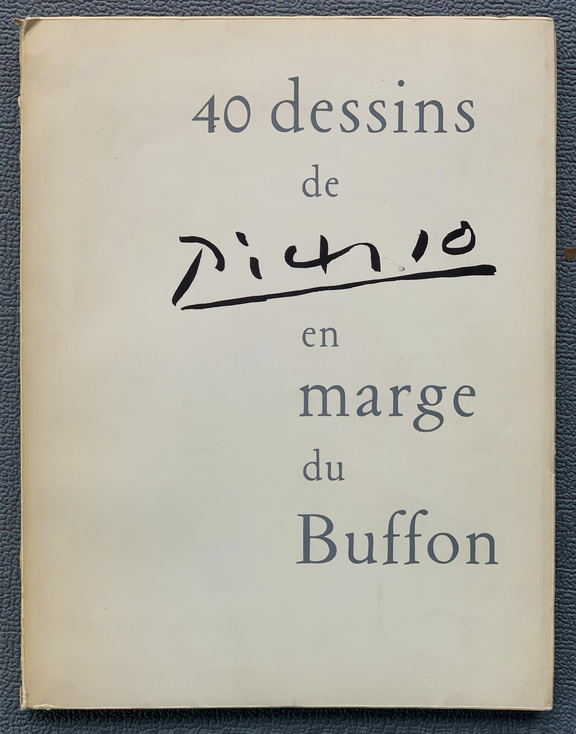 40 dessins
de
Picasso
en
marge
du
Buffon